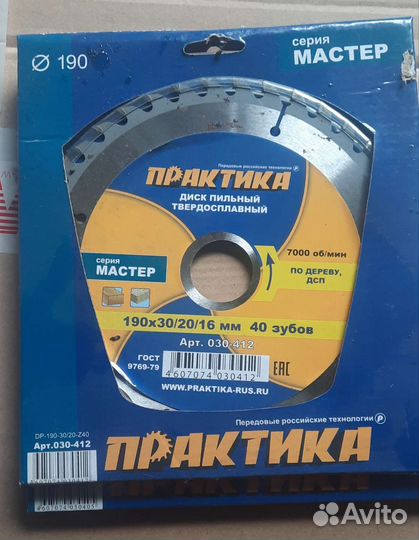 Ø 190
серия
МАСТЕР
Передовые российские технологии Р
ПРАКТИКА
ДИСК ПИЛЬНЫЙ
ТВЕРДОСПЛАВНЫЙ
7000 об/мин
серия
МАСТЕР
ПО ДЕРЕВУ,
ДСП
190x30/20/16 мм 40 зубов
Арт. 030-412
ГОСТ
9769-79
4607074030412
EAC
WWW.PRAKTIKA-RUS.RU
DP-190-30/20-Z40
Арт.030-412
Передовые российские технологии Р
ПРАКТИКА
Avito